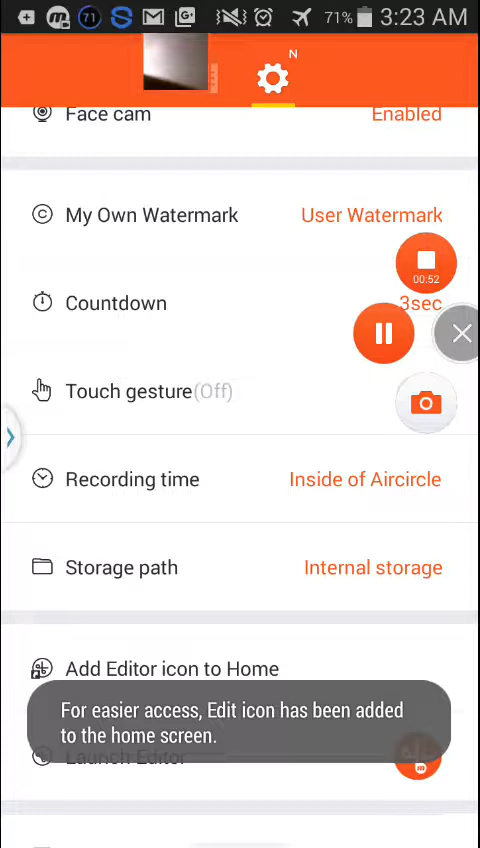 71 71% 3:23 AM
N
Face cam Enabled
My Own Watermark User Watermark
00:52
Countdown 3sec
Touch gesture(Off)
Recording time Inside of Aircircle
Storage path Internal storage
Add Editor icon to Home
For easier access, Edit icon has been added
to the home screen.
Launch Editor